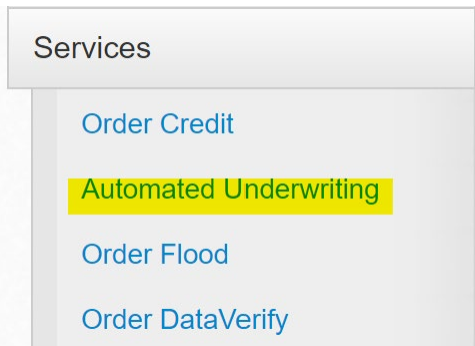 Services
Order Credit
Automated Underwriting
Order Flood
Order DataVerify